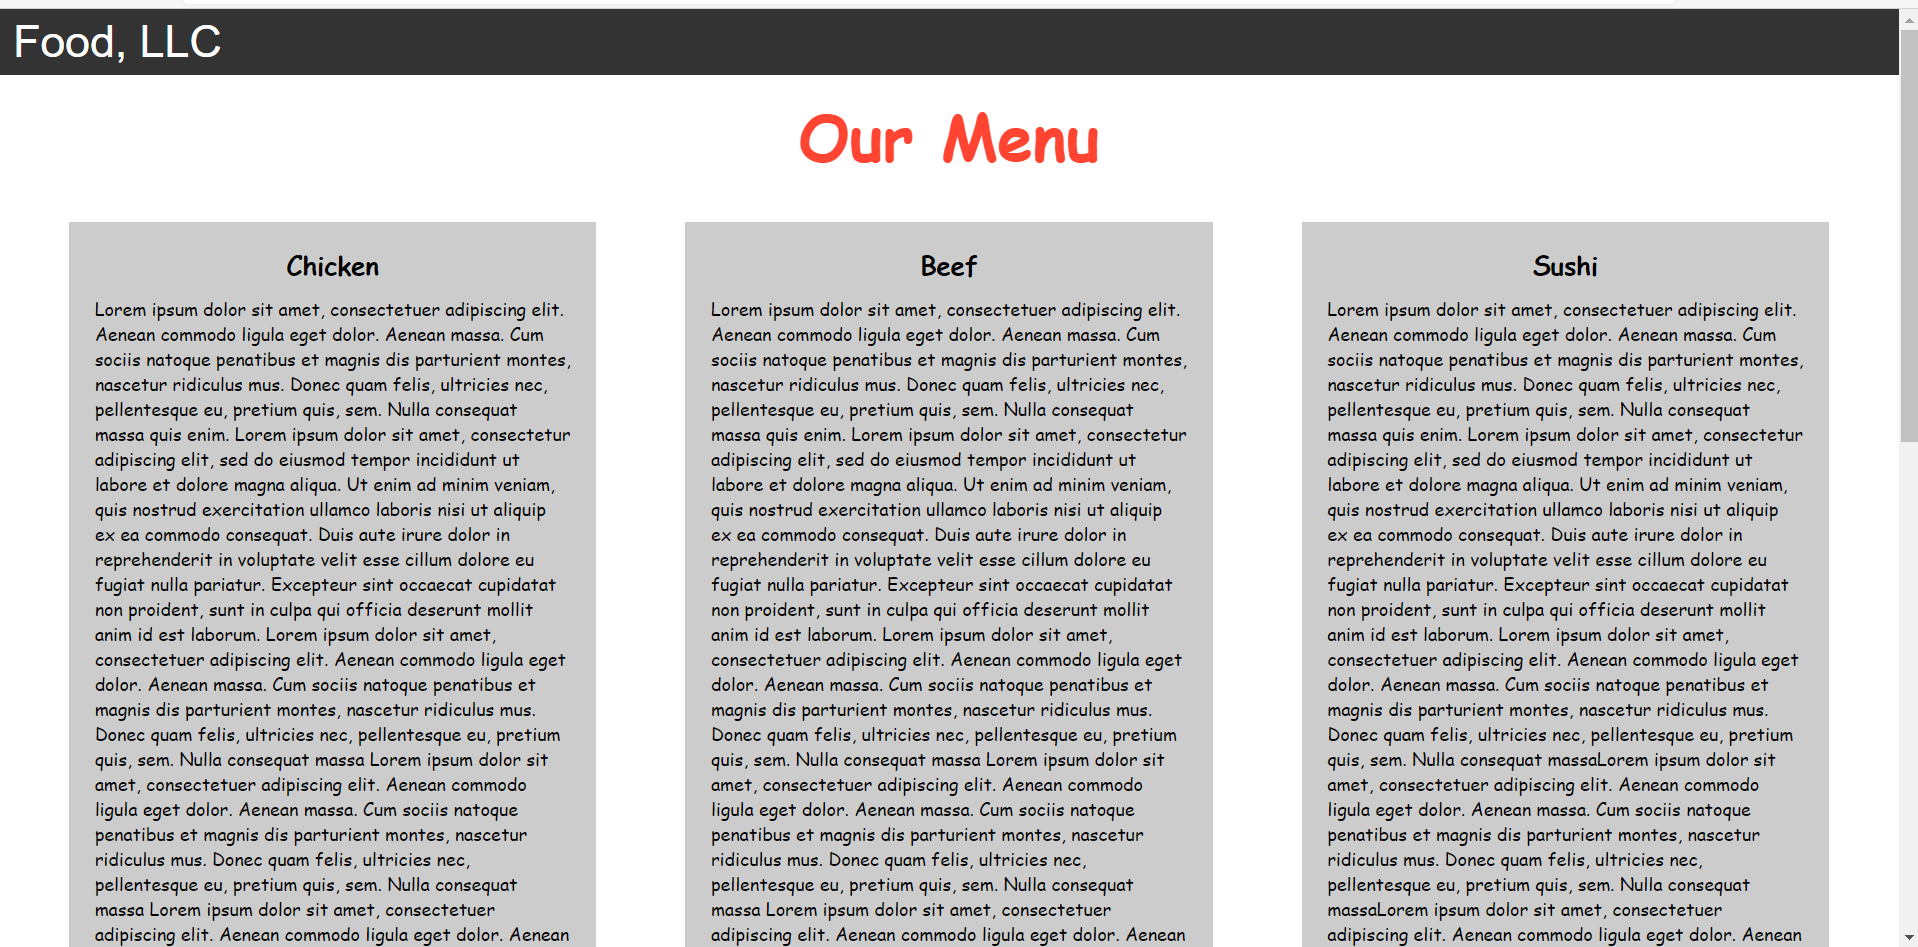 Food, LLC
Our Menu
Chicken
Lorem ipsum dolor sit amet, consectetuer adipiscing elit.
Aenean commodo ligula eget dolor. Aenean massa. Cum
sociis natoque penatibus et magnis dis parturient montes,
nascetur ridiculus mus. Donec quam felis, ultricies nec,
pellentesque eu, pretium quis, sem. Nulla consequat
massa quis enim. Lorem ipsum dolor sit amet, consectetur
adipiscing elit, sed do eiusmod tempor incididunt ut
labore et dolore magna aliqua. Ut enim ad minim veniam,
quis nostrud exercitation ullamco laboris nisi ut aliquip
ex ea commodo consequat. Duis aute irure dolor in
reprehenderit in voluptate velit esse cillum dolore eu
fugiat nulla pariatur. Excepteur sint occaecat cupidatat
non proident, sunt in culpa qui officia deserunt mollit
anim id est laborum. Lorem ipsum dolor sit amet,
consectetuer adipiscing elit. Aenean commodo ligula eget
dolor. Aenean massa. Cum sociis natoque penatibus et
magnis dis parturient montes, nascetur ridiculus mus.
Donec quam felis, ultricies nec, pellentesque eu, pretium
quis, sem. Nulla consequat massa Lorem ipsum dolor sit
amet, consectetuer adipiscing elit. Aenean commodo
ligula eget dolor. Aenean massa. Cum sociis natoque
penatibus et magnis dis parturient montes, nascetur
ridiculus mus. Donec quam felis, ultricies nec,
pellentesque eu, pretium quis, sem. Nulla consequat
massa Lorem ipsum dolor sit amet, consectetuer
adipiscing elit. Aenean commodo ligula eget dolor. Aenean
Beef
Lorem ipsum dolor sit amet, consectetuer adipiscing elit.
Aenean commodo ligula eget dolor. Aenean massa. Cum
sociis natoque penatibus et magnis dis parturient montes,
nascetur ridiculus mus. Donec quam felis, ultricies nec,
pellentesque eu, pretium quis, sem. Nulla consequat
massa quis enim. Lorem ipsum dolor sit amet, consectetur
adipiscing elit, sed do eiusmod tempor incididunt ut
labore et dolore magna aliqua. Ut enim ad minim veniam,
quis nostrud exercitation ullamco laboris nisi ut aliquip
ex ea commodo consequat. Duis aute irure dolor in
reprehenderit in voluptate velit esse cillum dolore eu
fugiat nulla pariatur. Excepteur sint occaecat cupidatat
non proident, sunt in culpa qui officia deserunt mollit
anim id est laborum. Lorem ipsum dolor sit amet,
consectetuer adipiscing elit. Aenean commodo ligula eget
dolor. Aenean massa. Cum sociis natoque penatibus et
magnis dis parturient montes, nascetur ridiculus mus.
Donec quam felis, ultricies nec, pellentesque eu, pretium
quis, sem. Nulla consequat massa Lorem ipsum dolor sit
amet, consectetuer adipiscing elit. Aenean commodo
ligula eget dolor. Aenean massa. Cum sociis natoque
penatibus et magnis dis parturient montes, nascetur
ridiculus mus. Donec quam felis, ultricies nec,
pellentesque eu, pretium quis, sem. Nulla consequat
massa Lorem ipsum dolor sit amet, consectetuer
adipiscing elit. Aenean commodo ligula eget dolor. Aenean
Sushi
Lorem ipsum dolor sit amet, consectetuer adipiscing elit.
Aenean commodo ligula eget dolor. Aenean massa. Cum
sociis natoque penatibus et magnis dis parturient montes,
nascetur ridiculus mus. Donec quam felis, ultricies nec,
pellentesque eu, pretium quis, sem. Nulla consequat
massa quis enim. Lorem ipsum dolor sit amet, consectetur
adipiscing elit, sed do eiusmod tempor incididunt ut
labore et dolore magna aliqua. Ut enim ad minim veniam,
quis nostrud exercitation ullamco laboris nisi ut aliquip
ex ea commodo consequat. Duis aute irure dolor in
reprehenderit in voluptate velit esse cillum dolore eu
fugiat nulla pariatur. Excepteur sint occaecat cupidatat
non proident, sunt in culpa qui officia deserunt mollit
anim id est laborum. Lorem ipsum dolor sit amet,
consectetuer adipiscing elit. Aenean commodo ligula eget
dolor. Aenean massa. Cum sociis natoque penatibus et
magnis dis parturient montes, nascetur ridiculus mus.
Donec quam felis, ultricies nec, pellentesque eu, pretium
quis, sem. Nulla consequat massaLorem ipsum dolor sit
amet, consectetuer adipiscing elit. Aenean commodo
ligula eget dolor. Aenean massa. Cum sociis natoque
penatibus et magnis dis parturient montes, nascetur
ridiculus mus. Donec quam felis, ultricies nec,
pellentesque eu, pretium quis, sem. Nulla consequat
massaLorem ipsum dolor sit amet, consectetuer
adipiscing elit. Aenean commodo ligula eget dolor. Aenean